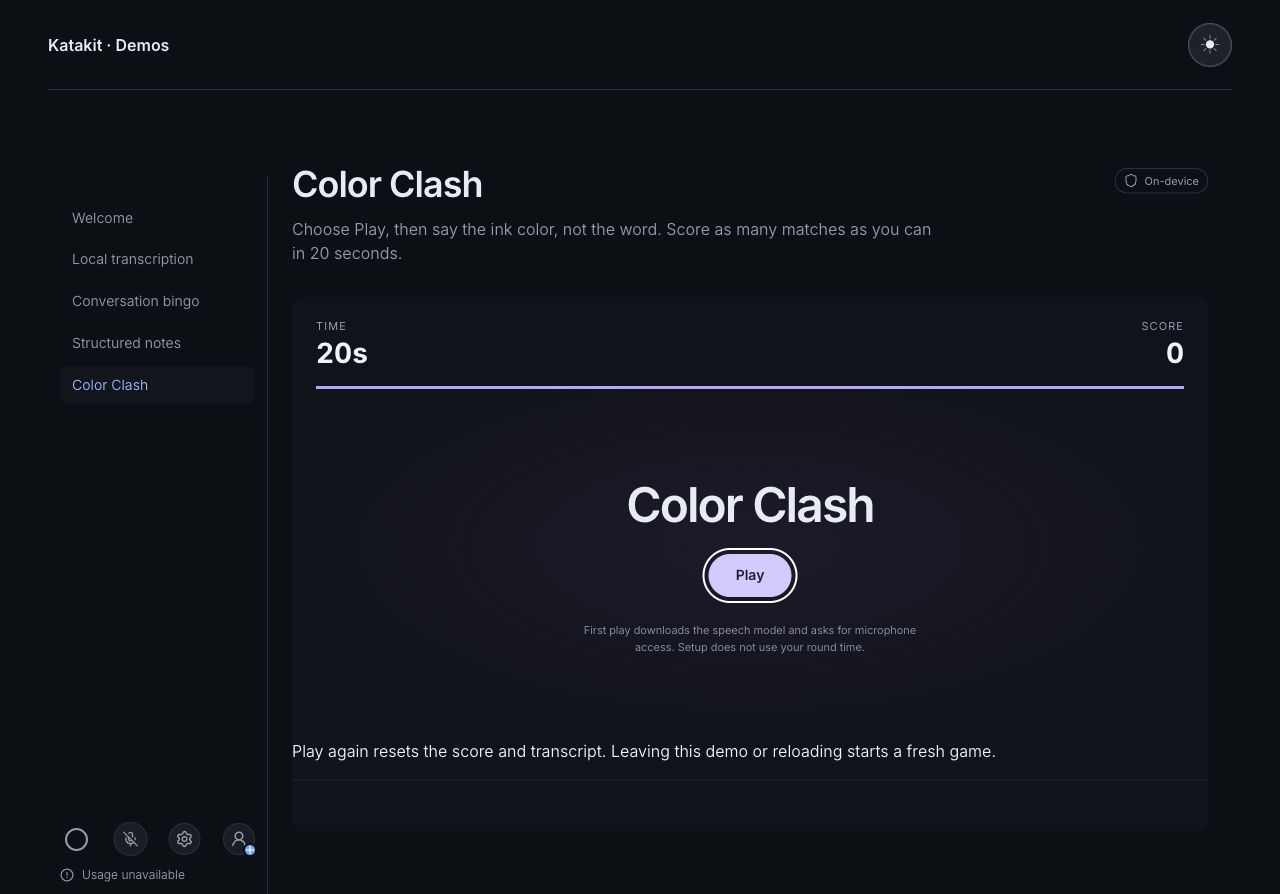 Katakit · Demos
Welcome
Local transcription
Conversation bingo
Structured notes
Color Clash
Usage unavailable
Color Clash
On-device
Choose Play, then say the ink color, not the word. Score as many matches as you can
in 20 seconds.
TIME
SCORE
20s
0
Color Clash
Play
First play downloads the speech model and asks for microphone
access. Setup does not use your round time.
Play again resets the score and transcript. Leaving this demo or reloading starts a fresh game.